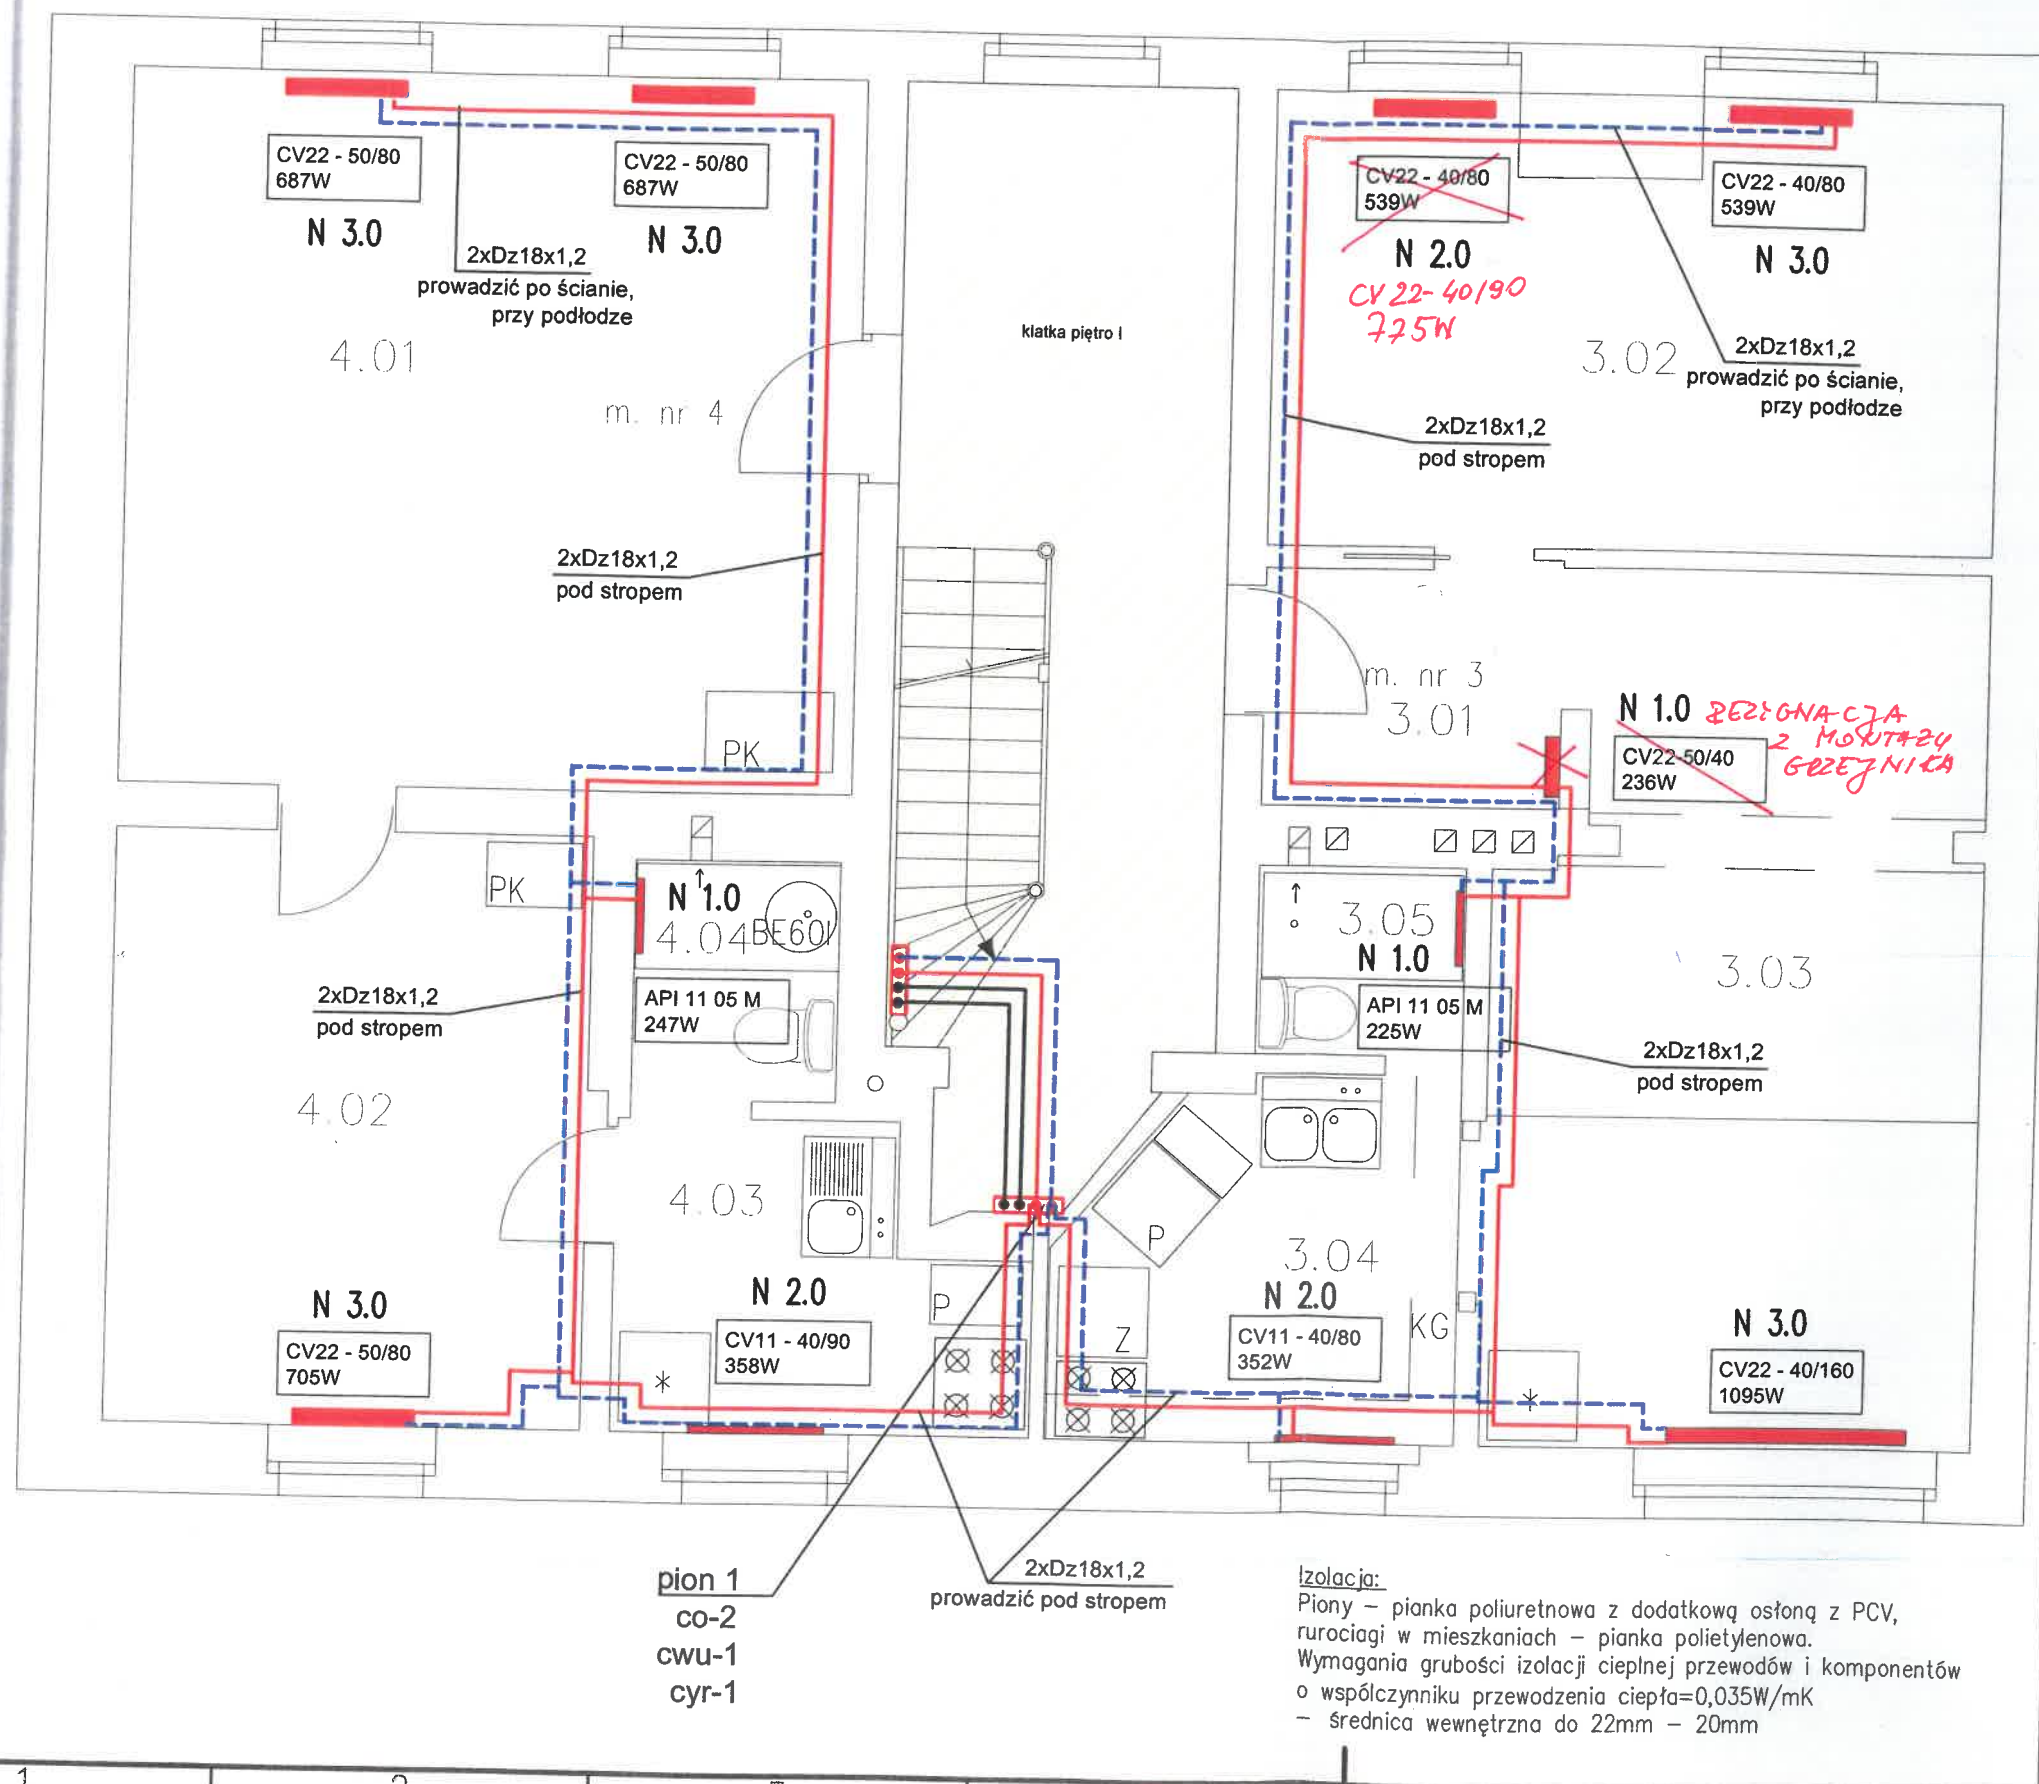 CV22 - 50/80
687W
N 3.0
CV22 - 50/80
687W
N 3.0
2xDz18x1,2
prowadzić po ścianie,
przy podłodze
4.01
m. nr 4
2xDz18x1,2
pod stropem
PK
klatka piętro I
CV22 - 40/80
539W
N 2.0
CV 22-40/90
725W
CV22 - 40/80
539W
N 3.0
3.02
2xDz18x1,2
prowadzić po ścianie,
przy podłodze
2xDz18x1,2
pod stropem
m. nr 3
3.01
N 1.0
REZYGNACJA
Z MONTAŻU
GRZEJNIKA
CV22-50/40
236W
PK
N 1.0
4.04
BE60I
API 11 05 M
247W
2xDz18x1,2
pod stropem
4.02
4.03
3.05
N 1.0
API 11 05 M
225W
3.03
2xDz18x1,2
pod stropem
P
3.04
N 3.0
CV22 - 50/80
705W
N 2.0
CV11 - 40/90
358W
P
Z
N 2.0
CV11 - 40/80
352W
KG
N 3.0
CV22 - 40/160
1095W
pion 1
co-2
cwu-1
cyr-1
2xDz18x1,2
prowadzić pod stropem
Izolacja:
Piony – pianka poliuretnowa z dodatkową osłoną z PCV,
rurociagi w mieszkaniach – pianka polietylenowa.
Wymagania grubości izolacji cieplnej przewodów i komponentów
o współczynniku przewodzenia ciepła=0,035W/mK
– średnica wewnętrzna do 22mm – 20mm
1